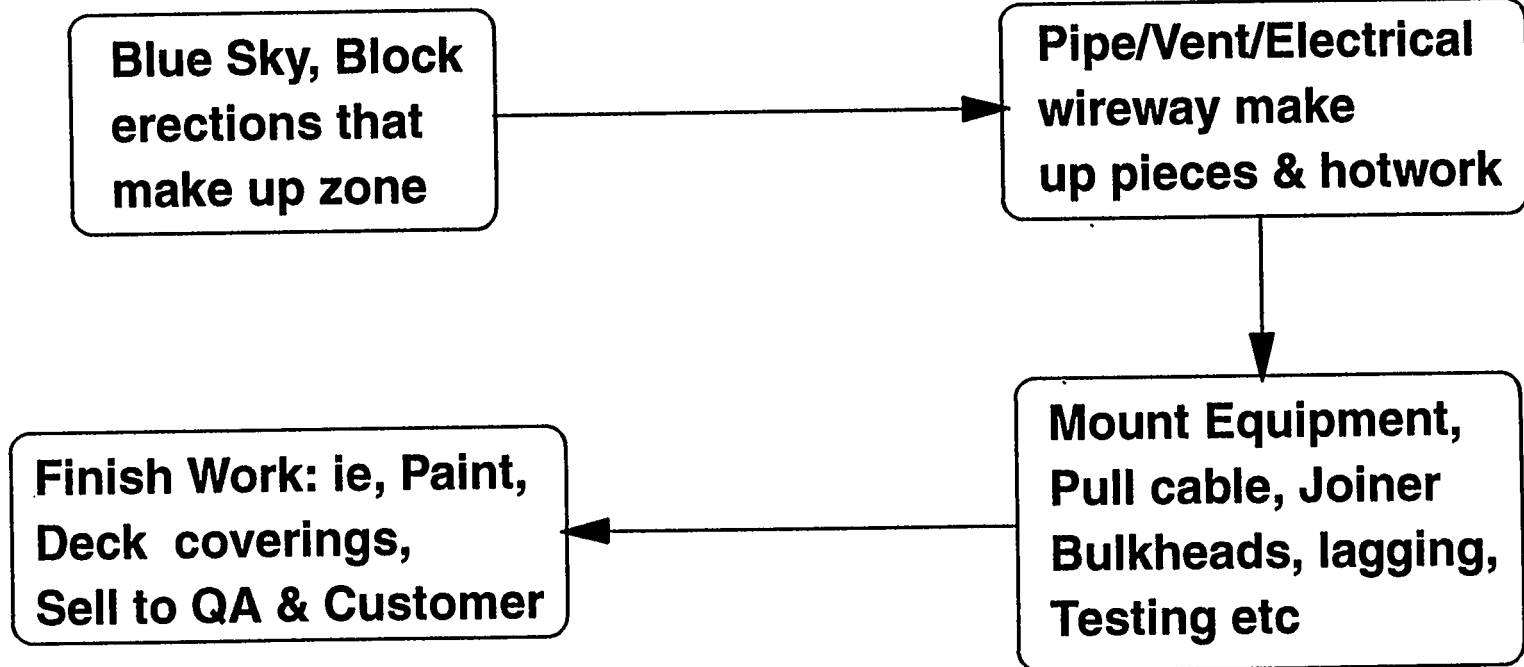 Blue Sky, Block
erections that
make up zone
Pipe/Vent/Electrical
wireway make
up pieces & hotwork
Mount Equipment,
Pull cable, Joiner
Bulkheads, lagging,
Testing etc
Finish Work: ie, Paint,
Deck coverings,
Sell to QA & Customer